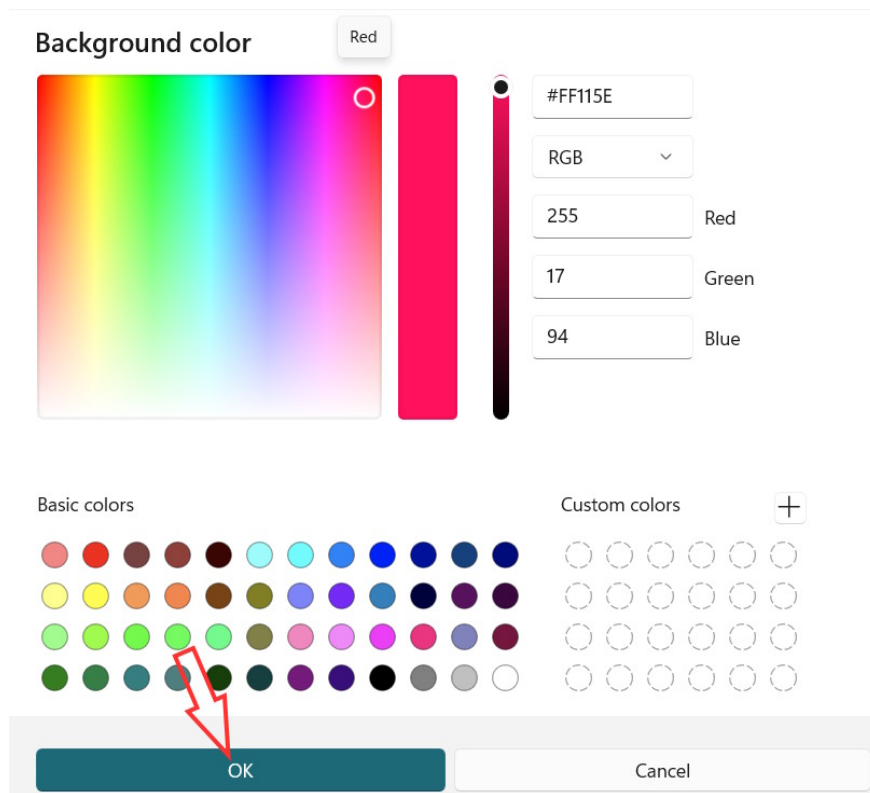 Background color
Red
#FF115E
RGB
255 Red
17 Green
94 Blue
Basic colors
Custom colors
OK
Cancel